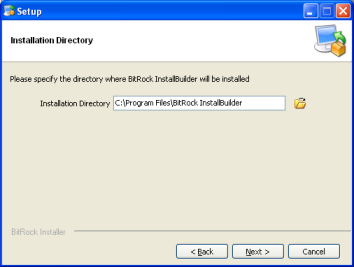 Setup
Installation Directory
Please specify the directory where BitRock InstallBuilder will be installed
Installation Directory C:\Program Files\BitRock InstallBuilder
BitRock Installer
< Back Next > Cancel